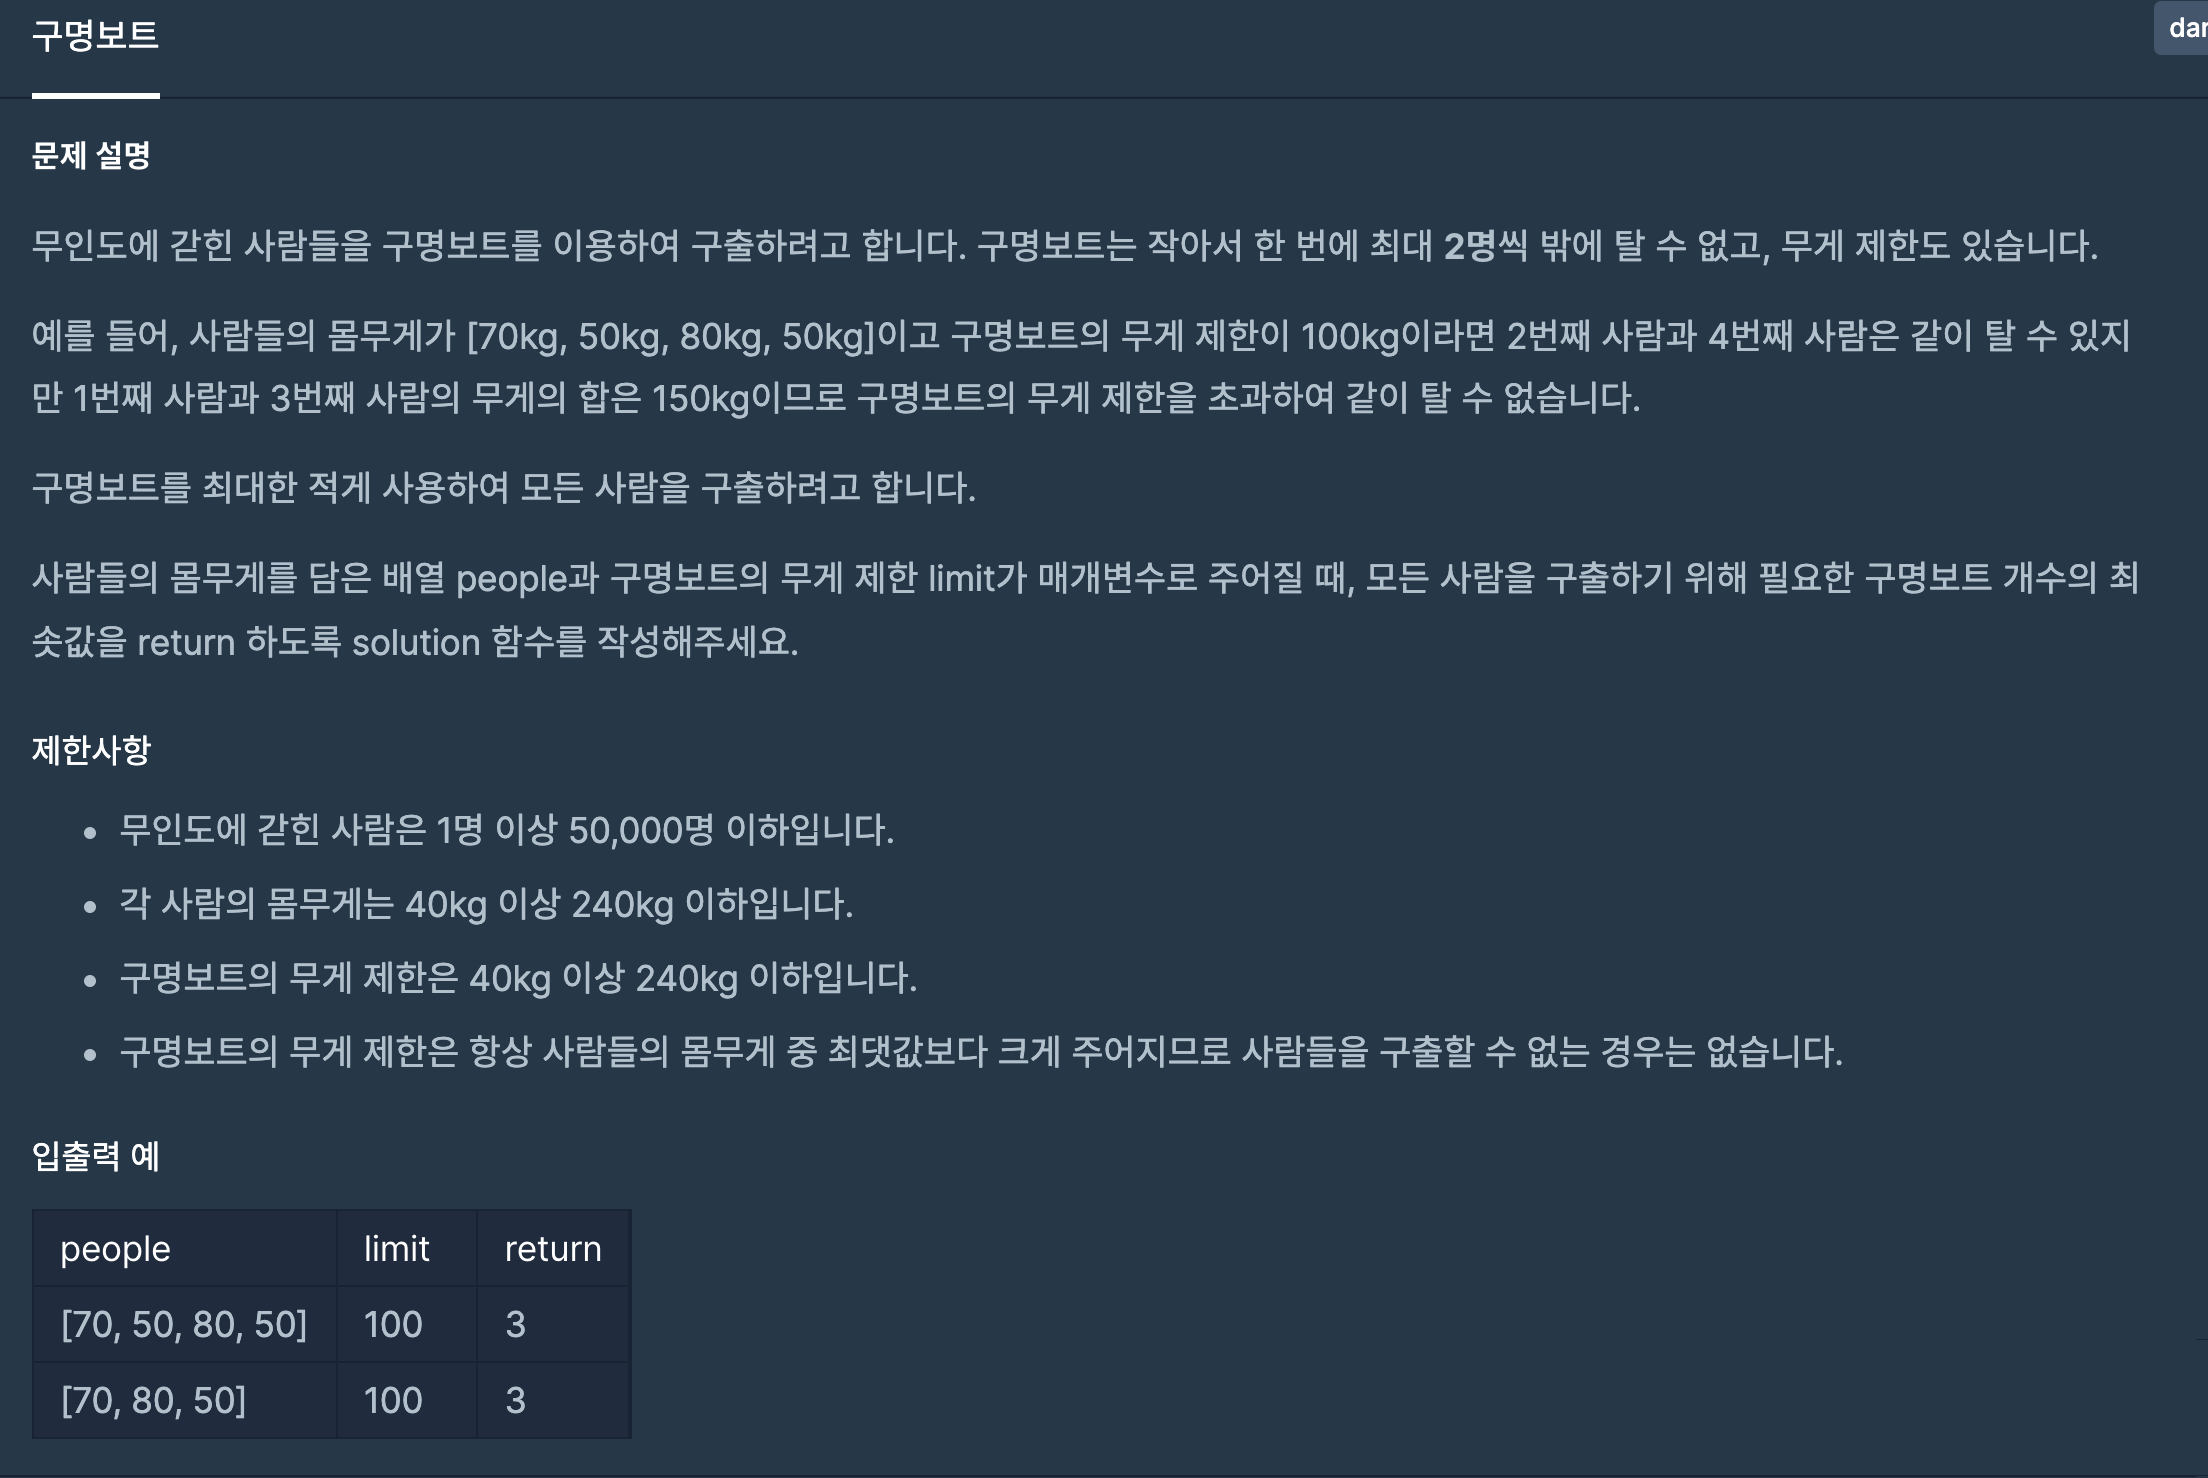 구명보트
dar
문제 설명
무인도에 갇힌 사람들을 구명보트를 이용하여 구출하려고 합니다. 구명보트는 작아서 한 번에 최대 2명씩 밖에 탈 수 없고, 무게 제한도 있습니다.
예를 들어, 사람들의 몸무게가 [70kg, 50kg, 80kg, 50kg]이고 구명보트의 무게 제한이 100kg이라면 2번째 사람과 4번째 사람은 같이 탈 수 있지
만 1번째 사람과 3번째 사람의 무게의 합은 150kg이므로 구명보트의 무게 제한을 초과하여 같이 탈 수 없습니다.
구명보트를 최대한 적게 사용하여 모든 사람을 구출하려고 합니다.
사람들의 몸무게를 담은 배열 people과 구명보트의 무게 제한 limit가 매개변수로 주어질 때, 모든 사람을 구출하기 위해 필요한 구명보트 개수의 최
솟값을 return 하도록 solution 함수를 작성해주세요.
제한사항
• 무인도에 갇힌 사람은 1명 이상 50,000명 이하입니다.
• 각 사람의 몸무게는 40kg 이상 240kg 이하입니다.
• 구명보트의 무게 제한은 40kg 이상 240kg 이하입니다.
• 구명보트의 무게 제한은 항상 사람들의 몸무게 중 최댓값보다 크게 주어지므로 사람들을 구출할 수 없는 경우는 없습니다.
입출력 예
people limit return
[70, 50, 80, 50] 100 3
[70, 80, 50] 100 3